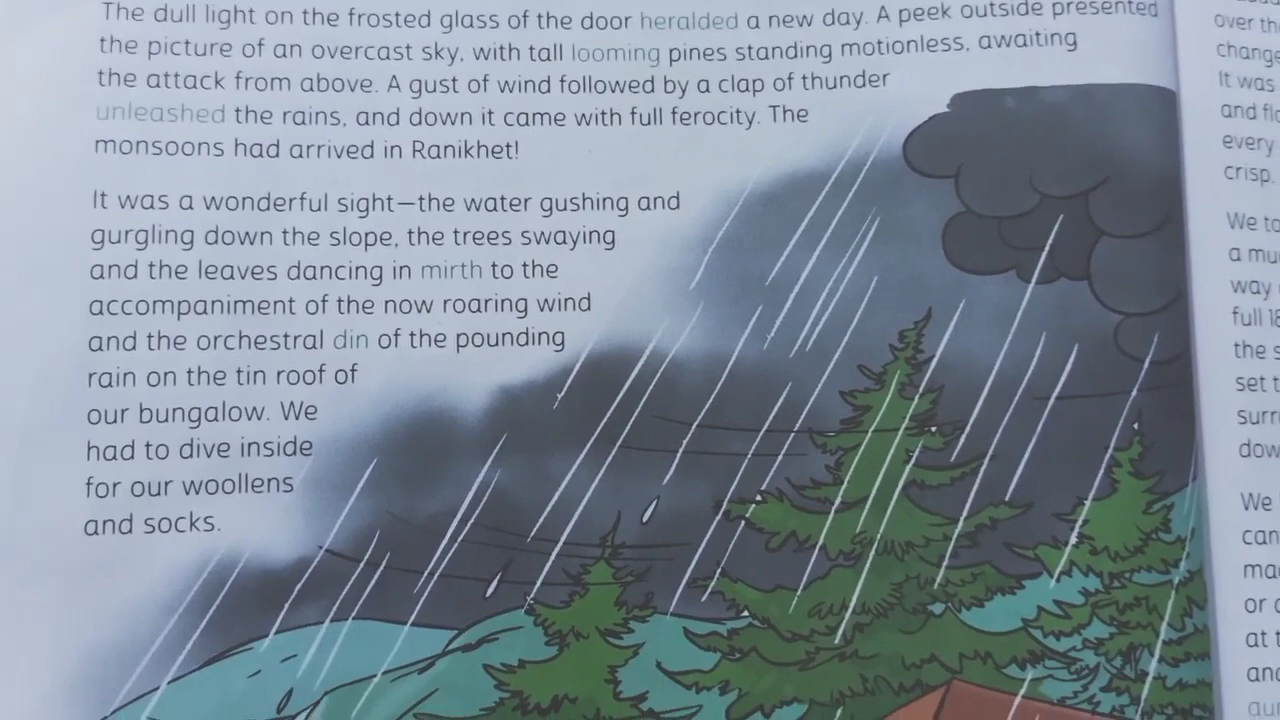 The dull light on the frosted glass of the door heralded a new day. A peek outside presented
the picture of an overcast sky, with tall looming pines standing motionless, awaiting
the attack from above. A gust of wind followed by a clap of thunder
unleashed the rains, and down it came with full ferocity. The
monsoons had arrived in Ranikhet!
It was a wonderful sight—the water gushing and
gurgling down the slope, the trees swaying
and the leaves dancing in mirth to the
accompaniment of the now roaring wind
and the orchestral din of the pounding
rain on the tin roof of
our bungalow. We
had to dive inside
for our woollens
and socks.
over
change
It was
and
every
crisp.
We
a
way
full
the
set
down
We
can
or
at